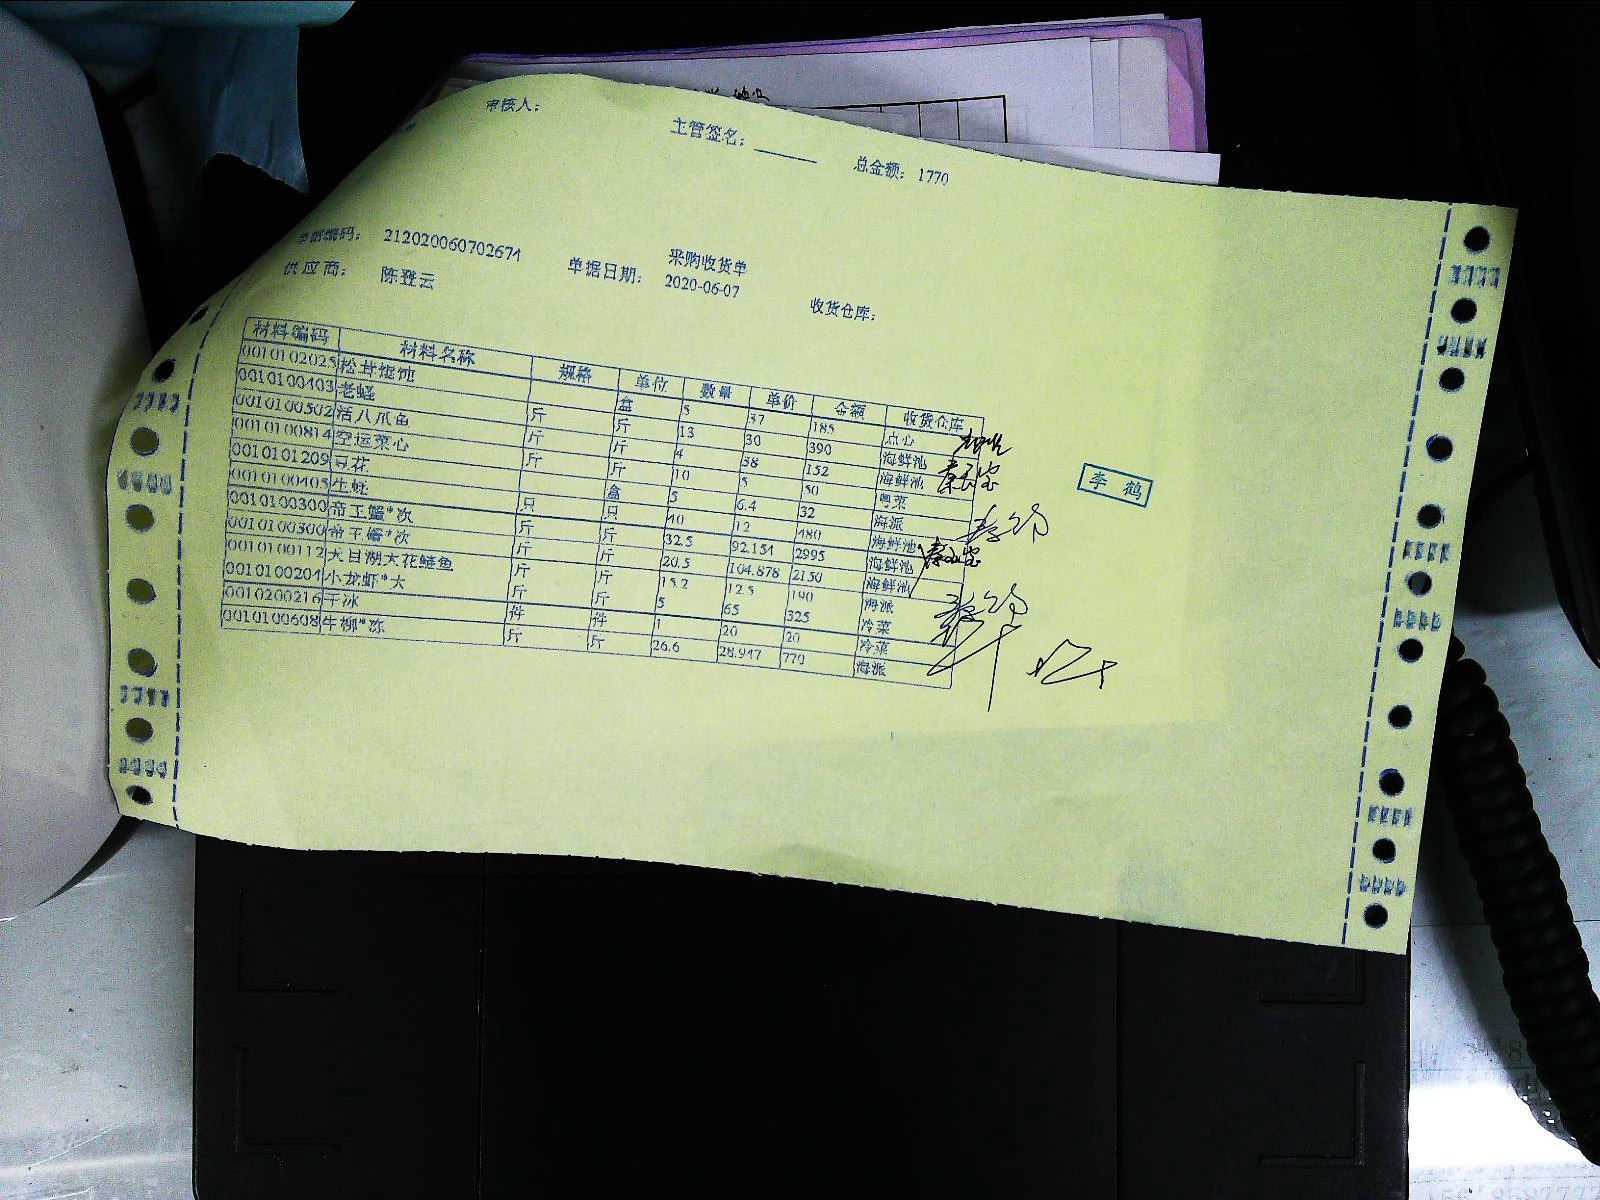 审核人：
主管签名： 总金额：1770
采购收货单
单据编码：212020060702674 单据日期：2020-06-07 收货仓库：
供应商：陈登云
材料编码 材料名称 规格 单位 数量 单价 金额 收货仓库
0010102025 松茸 盒 5 37 185 点心
0010100403 老蛏 斤 斤 13 30 390 海鲜池
0010100502 活八爪鱼 斤 斤 4 38 152 海鲜池
0010100814 空运菜心 斤 斤 10 5 50 粤菜
0010101209 豆花 盒 5 6.4 32 海派
0010100405 生蚝 只 只 40 12 480 海鲜池
0010100300 帝王蟹*次 斤 斤 32.5 92.154 2995 海鲜池
0010100300 帝王蟹*次 斤 斤 20.5 104.878 2150 海鲜池
0010100112 天目湖大花鲢鱼 斤 斤 15.2 12.5 190 海派
0010100204 小龙虾*大 斤 斤 5 65 325 冷菜
0010200216 干冰 件 件 1 20 20 冷菜
0010100608 牛柳*冻 斤 斤 26.6 28.947 770 海派
李鹤